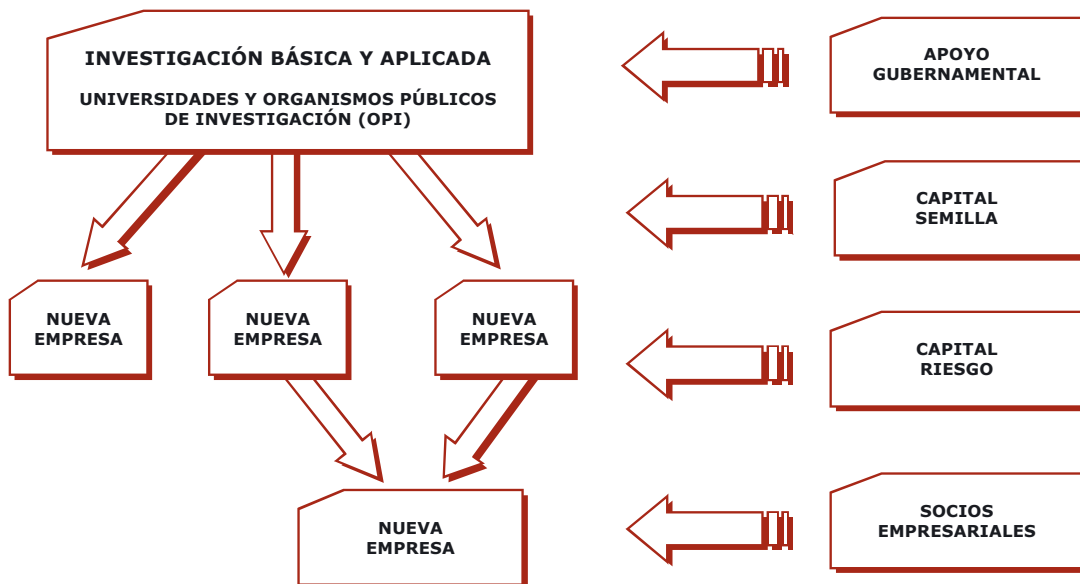 INVESTIGACIÓN BÁSICA Y APLICADA
UNIVERSIDADES Y ORGANISMOS PÚBLICOS
DE INVESTIGACIÓN (OPI)
APOYO
GUBERNAMENTAL
CAPITAL
SEMILLA
NUEVA
EMPRESA
NUEVA
EMPRESA
NUEVA
EMPRESA
CAPITAL
RIESGO
NUEVA
EMPRESA
SOCIOS
EMPRESARIALES